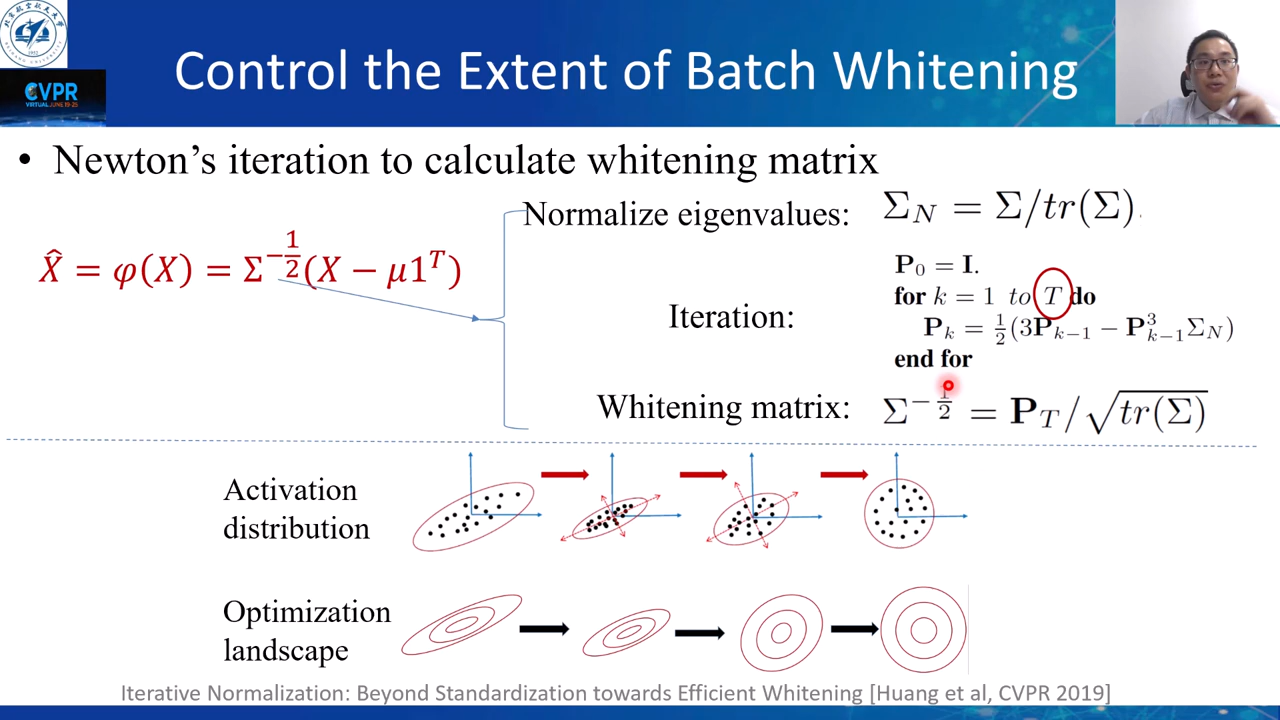 Control the Extent of Batch Whitening
CVPR
VIRTUAL JUNE 19-25
• Newton's iteration to calculate whitening matrix
Normalize eigenvalues: Σ_N = Σ/tr(Σ).
X̂ = φ(X) = Σ^{-1/2}(X − μ1^T)
P_0 = I.
for k = 1 to T do
Iteration: P_k = 1/2(3P_{k−1} − P^3_{k−1}Σ_N)
end for
Whitening matrix: Σ^{-1/2} = P_T/√tr(Σ)
Activation
distribution
Optimization
landscape
Iterative Normalization: Beyond Standardization towards Efficient Whitening [Huang et al, CVPR 2019]